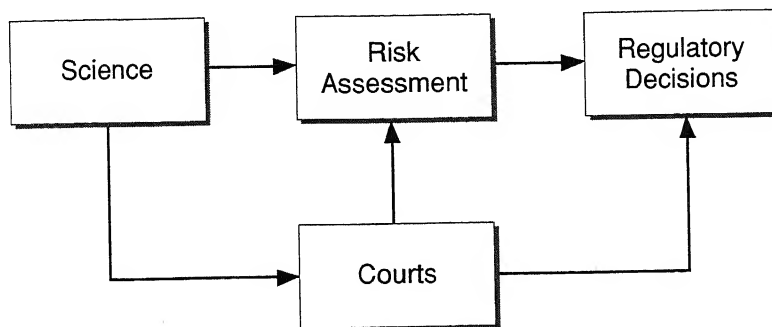 Science
Risk
Assessment
Regulatory
Decisions
Courts